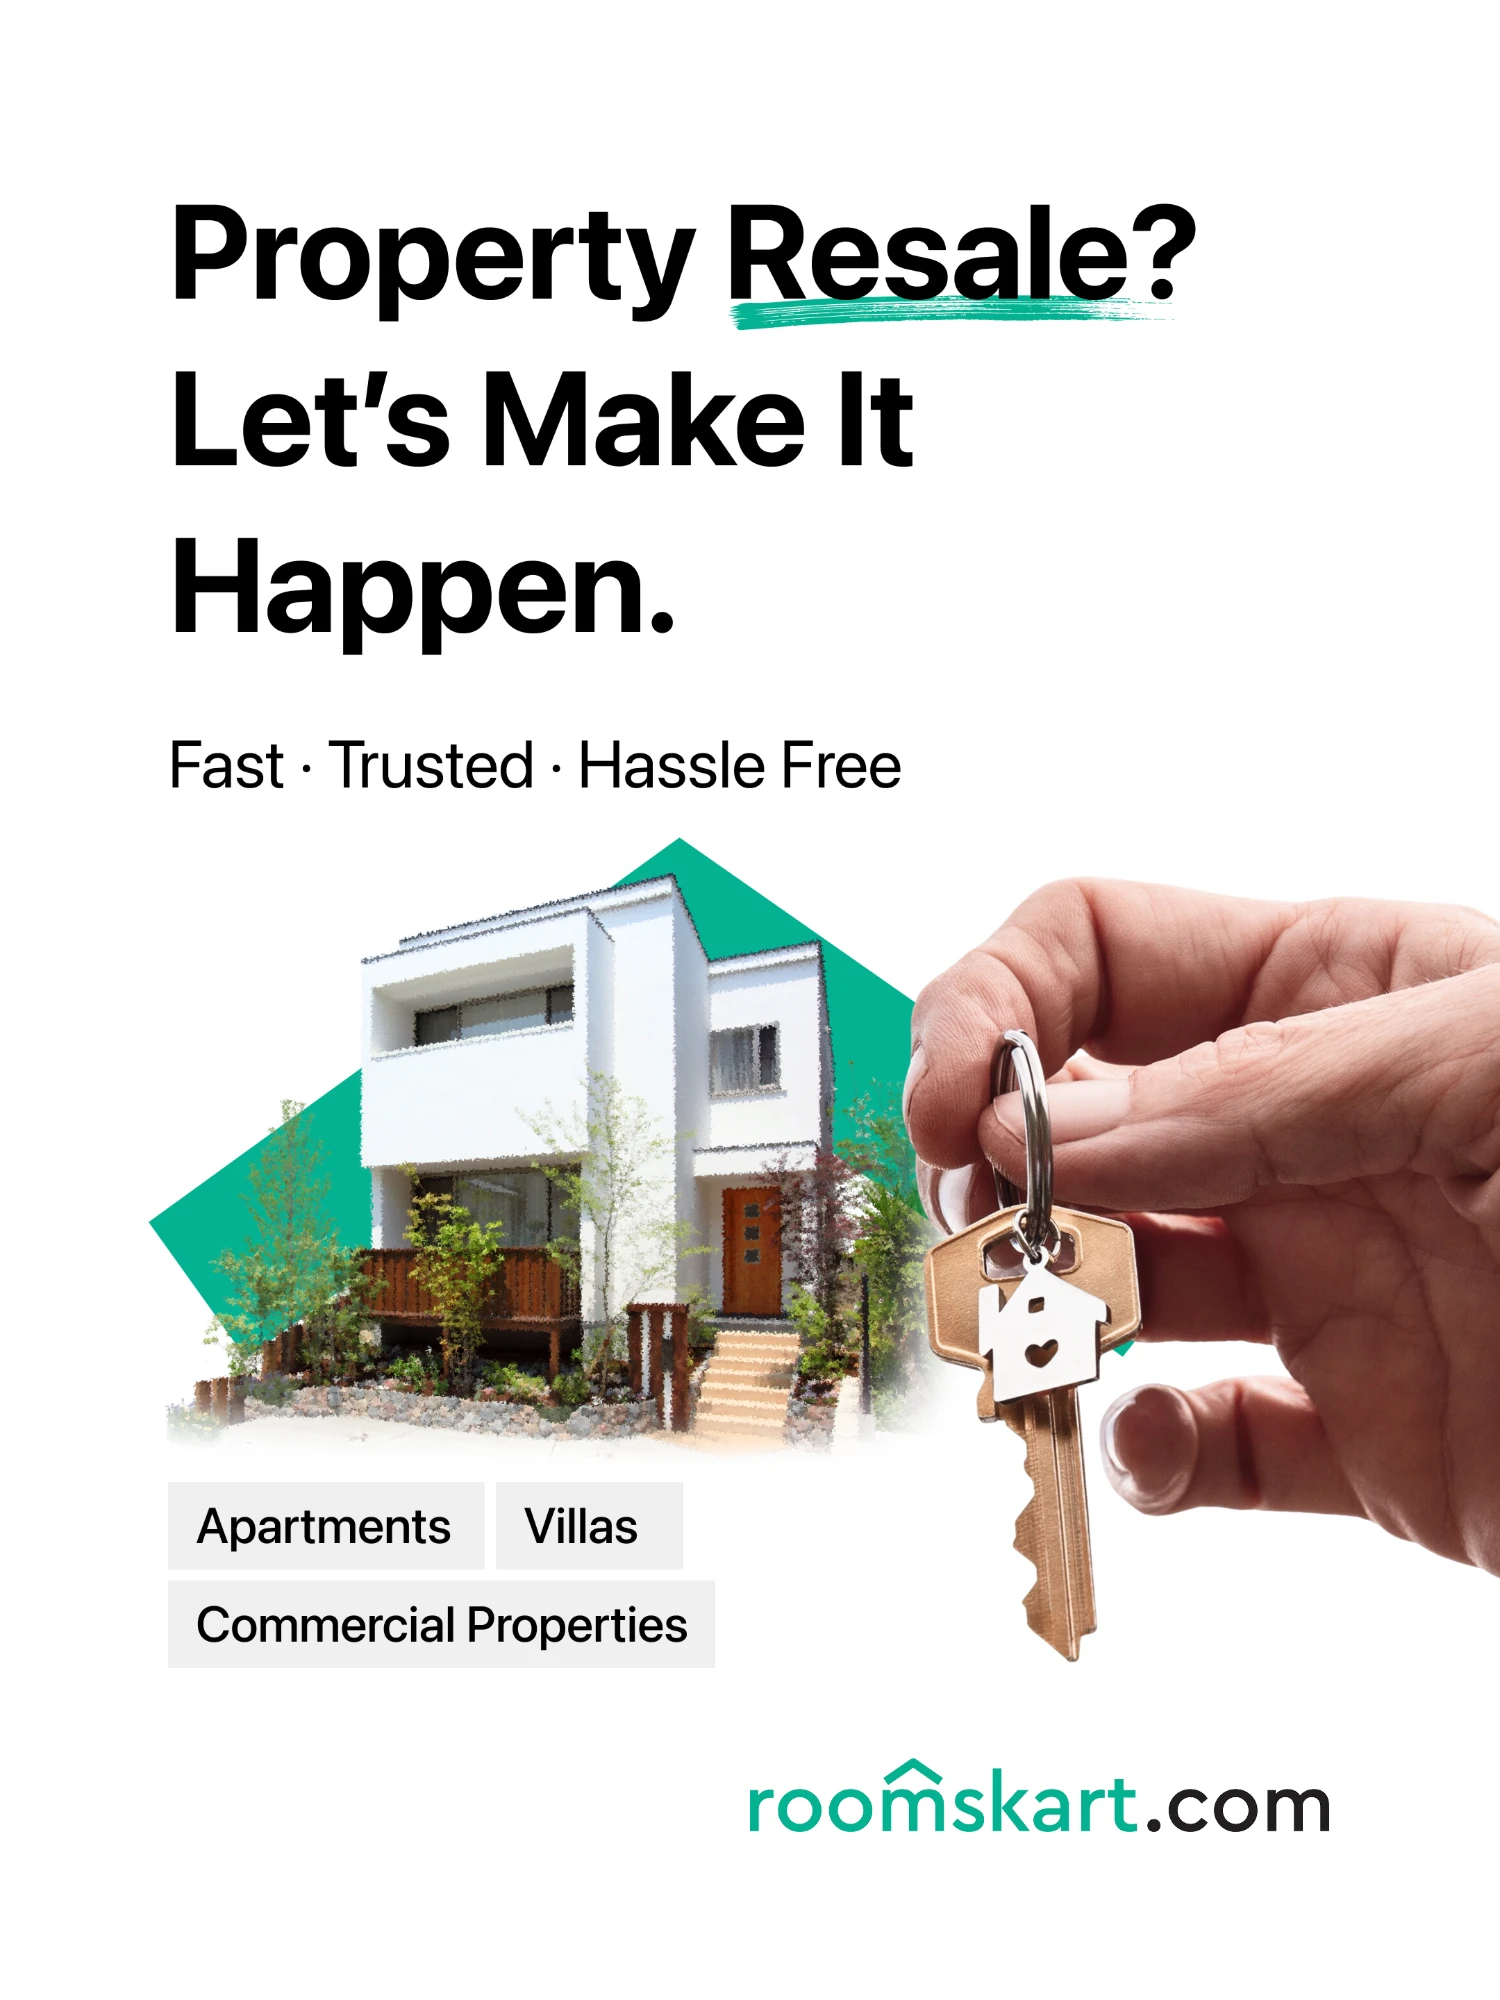 Property Resale?
Let’s Make It
Happen.
Fast · Trusted · Hassle Free
Apartments
Villas
Commercial Properties
roomskart.com